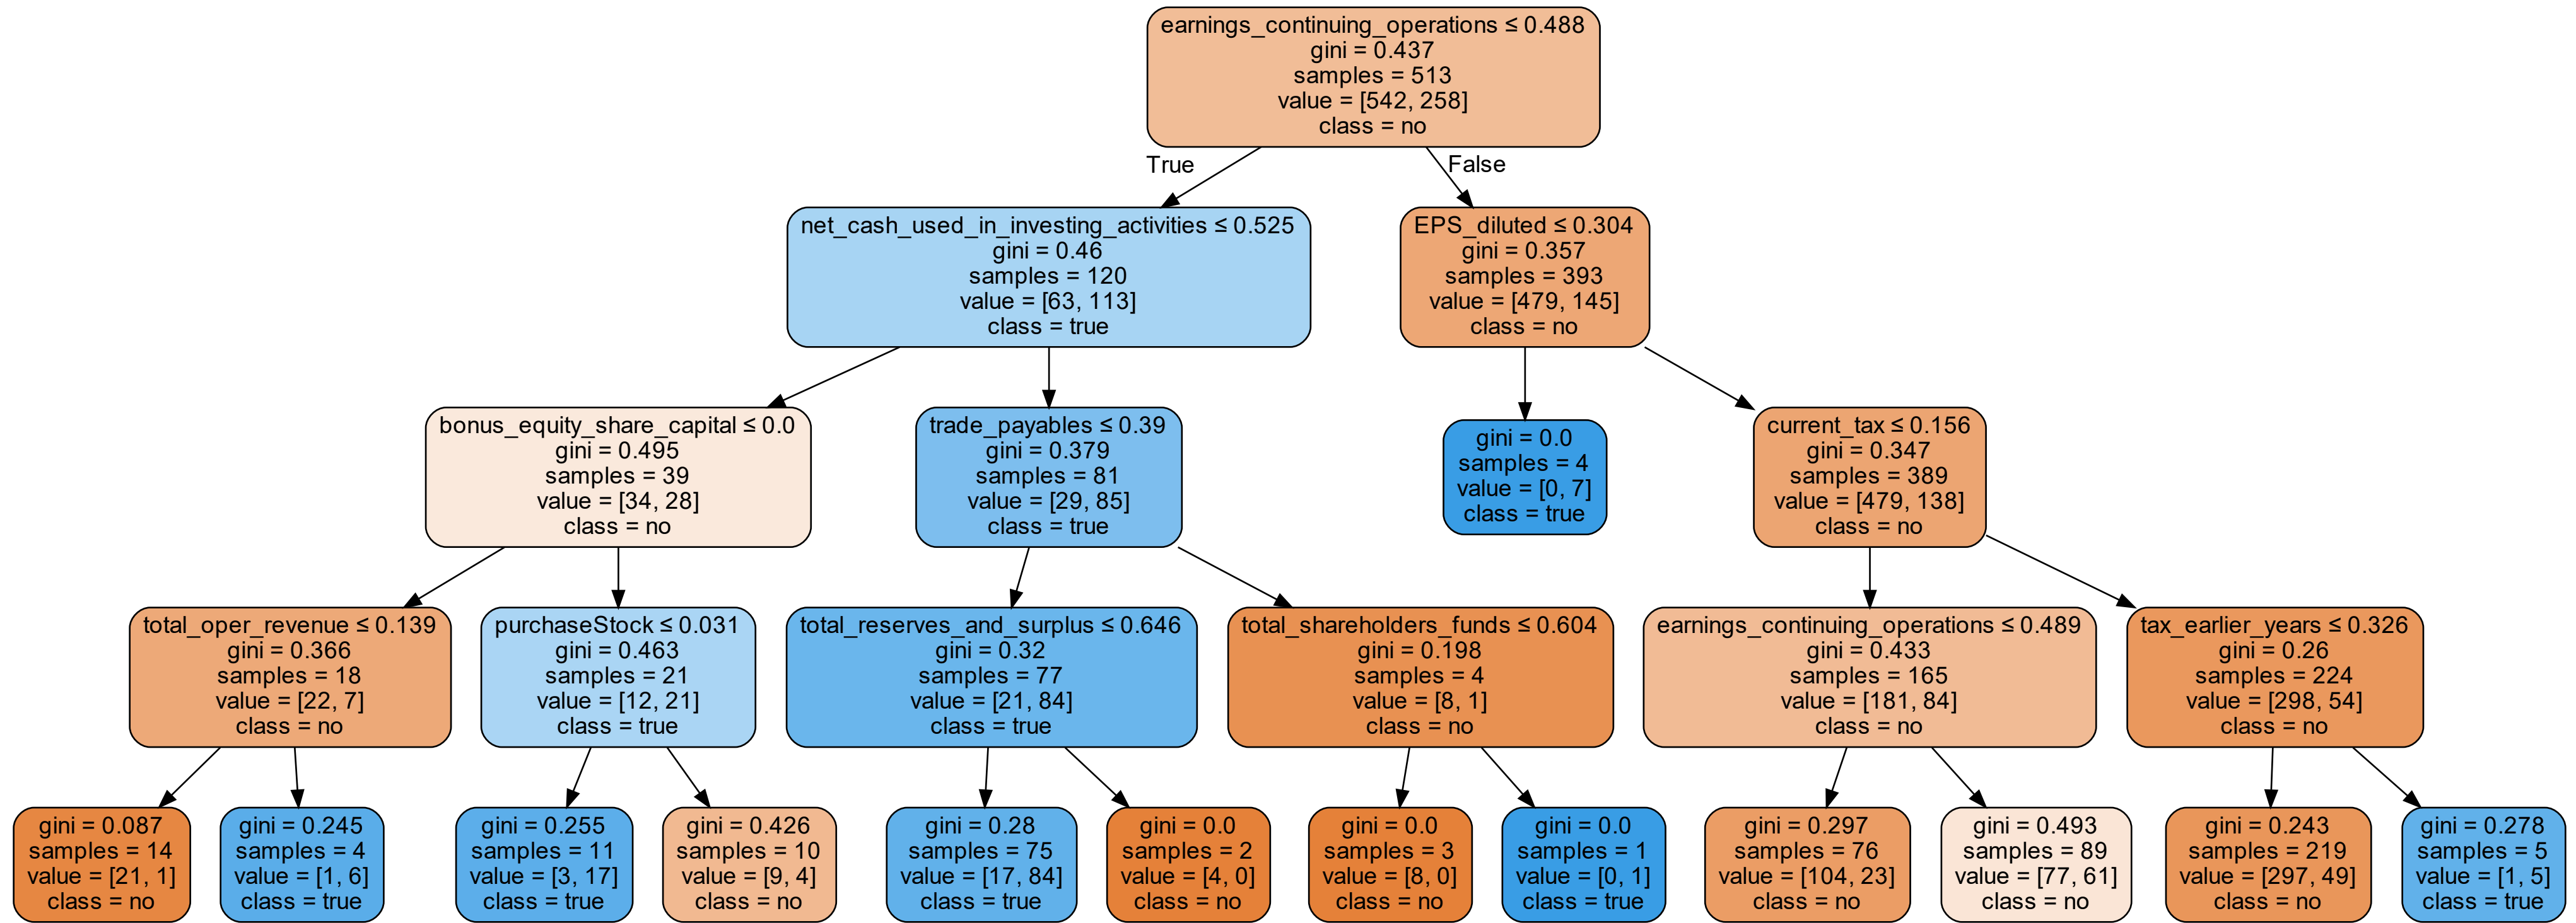 earnings_continuing_operations ≤ 0.488
gini = 0.437
samples = 513
value = [542, 258]
class = no
True
False
net_cash_used_in_investing_activities ≤ 0.525
gini = 0.46
samples = 120
value = [63, 113]
class = true
EPS_diluted ≤ 0.304
gini = 0.357
samples = 393
value = [479, 145]
class = no
bonus_equity_share_capital ≤ 0.0
gini = 0.495
samples = 39
value = [34, 28]
class = no
trade_payables ≤ 0.39
gini = 0.379
samples = 81
value = [29, 85]
class = true
gini = 0.0
samples = 4
value = [0, 7]
class = true
current_tax ≤ 0.156
gini = 0.347
samples = 389
value = [479, 138]
class = no
total_oper_revenue ≤ 0.139
gini = 0.366
samples = 18
value = [22, 7]
class = no
purchaseStock ≤ 0.031
gini = 0.463
samples = 21
value = [12, 21]
class = true
total_reserves_and_surplus ≤ 0.646
gini = 0.32
samples = 77
value = [21, 84]
class = true
total_shareholders_funds ≤ 0.604
gini = 0.198
samples = 4
value = [8, 1]
class = no
earnings_continuing_operations ≤ 0.489
gini = 0.433
samples = 165
value = [181, 84]
class = no
tax_earlier_years ≤ 0.326
gini = 0.26
samples = 224
value = [298, 54]
class = no
gini = 0.087
samples = 14
value = [21, 1]
class = no
gini = 0.245
samples = 4
value = [1, 6]
class = true
gini = 0.255
samples = 11
value = [3, 17]
class = true
gini = 0.426
samples = 10
value = [9, 4]
class = no
gini = 0.28
samples = 75
value = [17, 84]
class = true
gini = 0.0
samples = 2
value = [4, 0]
class = no
gini = 0.0
samples = 3
value = [8, 0]
class = no
gini = 0.0
samples = 1
value = [0, 1]
class = true
gini = 0.297
samples = 76
value = [104, 23]
class = no
gini = 0.493
samples = 89
value = [77, 61]
class = no
gini = 0.243
samples = 219
value = [297, 49]
class = no
gini = 0.278
samples = 5
value = [1, 5]
class = true